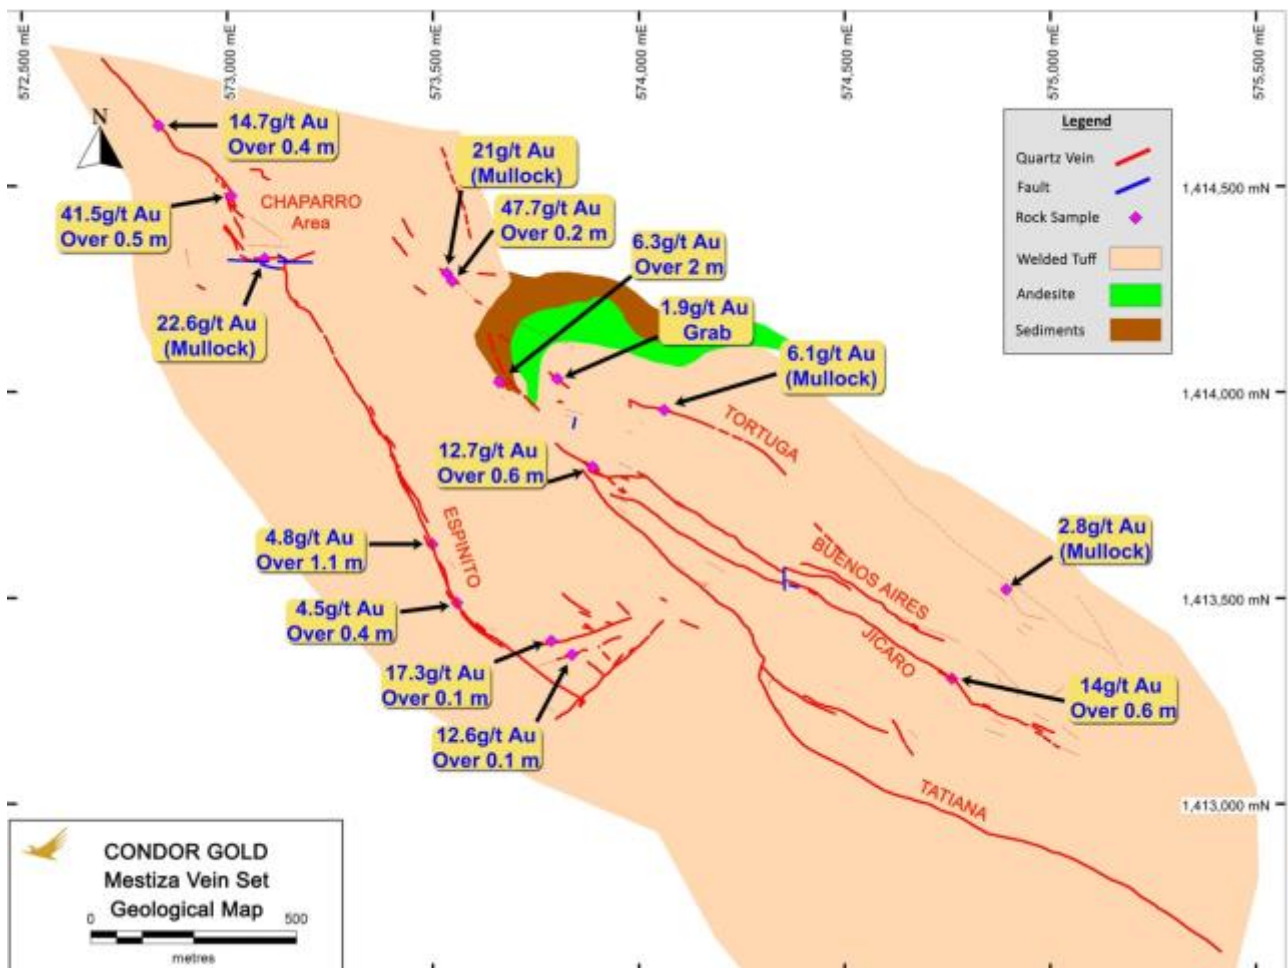 572,500 mE
573,000 mE
573,500 mE
574,000 mE
574,500 mE
575,000 mE
575,500 mE
N
14.7g/t Au
Over 0.4 m
41.5g/t Au
Over 0.5 m
CHAPARRO
Area
22.6g/t Au
(Mullock)
21g/t Au
(Mullock)
47.7g/t Au
Over 0.2 m
6.3g/t Au
Over 2 m
1.9g/t Au
Grab
6.1g/t Au
(Mullock)
Legend
Quartz Vein
Fault
Rock Sample
Welded Tuff
Andesite
Sediments
1,414,500 mN
1,414,000 mN
1,413,500 mN
1,413,000 mN
TORTUGA
12.7g/t Au
Over 0.6 m
ESPINITO
4.8g/t Au
Over 1.1 m
4.5g/t Au
Over 0.4 m
17.3g/t Au
Over 0.1 m
12.6g/t Au
Over 0.1 m
BUENOS AIRES
JICARO
2.8g/t Au
(Mullock)
14g/t Au
Over 0.6 m
TATIANA
CONDOR GOLD
Mestiza Vein Set
Geological Map
0 500
metres